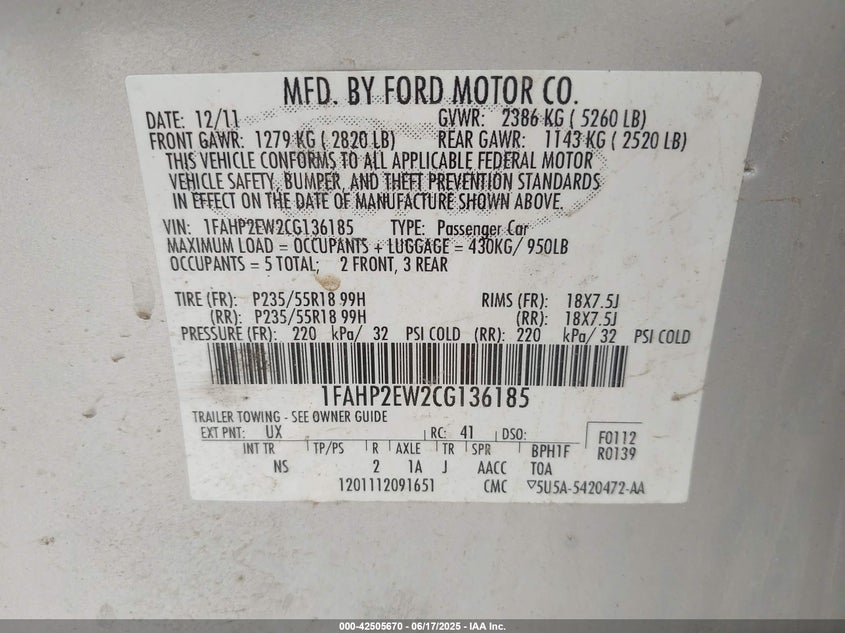 MFD. BY FORD MOTOR CO.
DATE: 12/11 GVWR: 2386 KG ( 5260 LB)
FRONT GAWR: 1279 KG ( 2820 LB) REAR GAWR: 1143 KG ( 2520 LB)
THIS VEHICLE CONFORMS TO ALL APPLICABLE FEDERAL MOTOR
VEHICLE SAFETY, BUMPER, AND THEFT PREVENTION STANDARDS
IN EFFECT ON THE DATE OF MANUFACTURE SHOWN ABOVE.
VIN: 1FAHP2EW2CG136185 TYPE: Passenger Car
MAXIMUM LOAD = OCCUPANTS + LUGGAGE = 430KG/ 950LB
OCCUPANTS = 5 TOTAL; 2 FRONT, 3 REAR
TIRE (FR): P235/55R18 99H RIMS (FR): 18X7.5J
(RR): P235/55R18 99H (RR): 18X7.5J
PRESSURE (FR): 220 kPa/ 32 PSI COLD (RR): 220 kPa/ 32 PSI COLD
1FAHP2EW2CG136185
TRAILER TOWING - SEE OWNER GUIDE
EXT PNT: UX RC: 41 DSO: F0112
INT TR TP/PS R AXLE TR SPR BPH1F R0139
NS 2 1A J AACC TOA
1201112091651 CMC ▽5U5A-5420472-AA
000-42505670 - 06/17/2025 - IAA Inc.